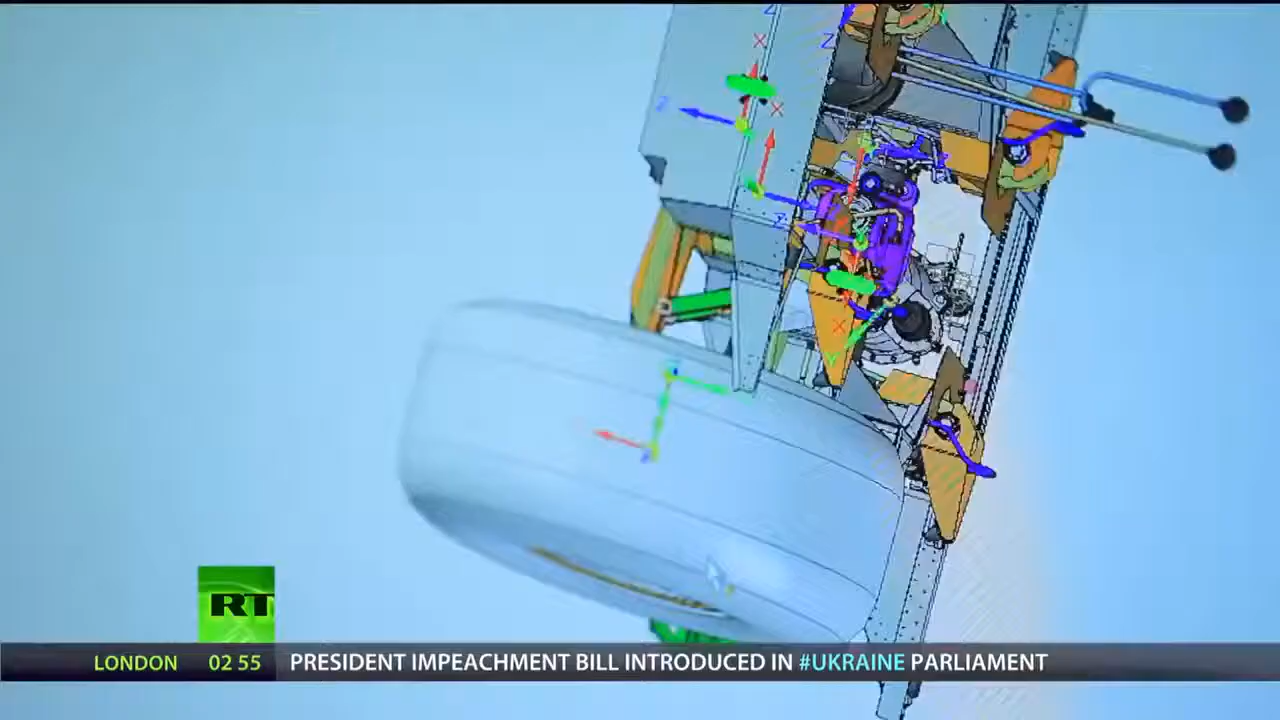 Z
X
Z
X
Z
Z
X
Y
RT
LONDON 02 55 PRESIDENT IMPEACHMENT BILL INTRODUCED IN #UKRAINE PARLIAMENT